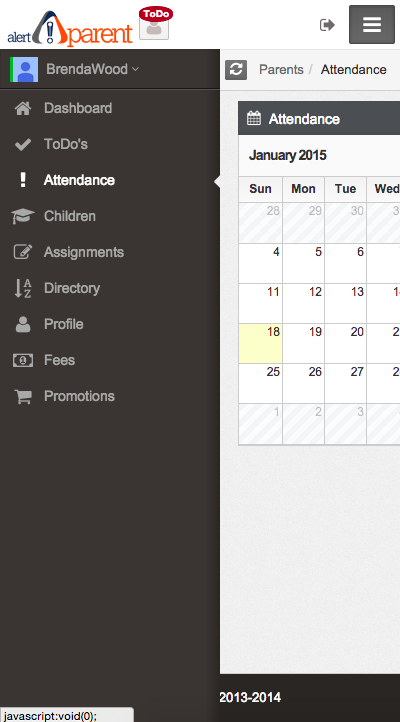 alert parent ToDo
BrendaWood
Parents / Attendance
Dashboard
ToDo's
Attendance
Children
Assignments
Directory
Profile
Fees
Promotions
Attendance
January 2015
Sun Mon Tue Wed
28 29 30
4 5 6
11 12 13
18 19 20
25 26 27
1 2 3
2013-2014
javascript:void(0);